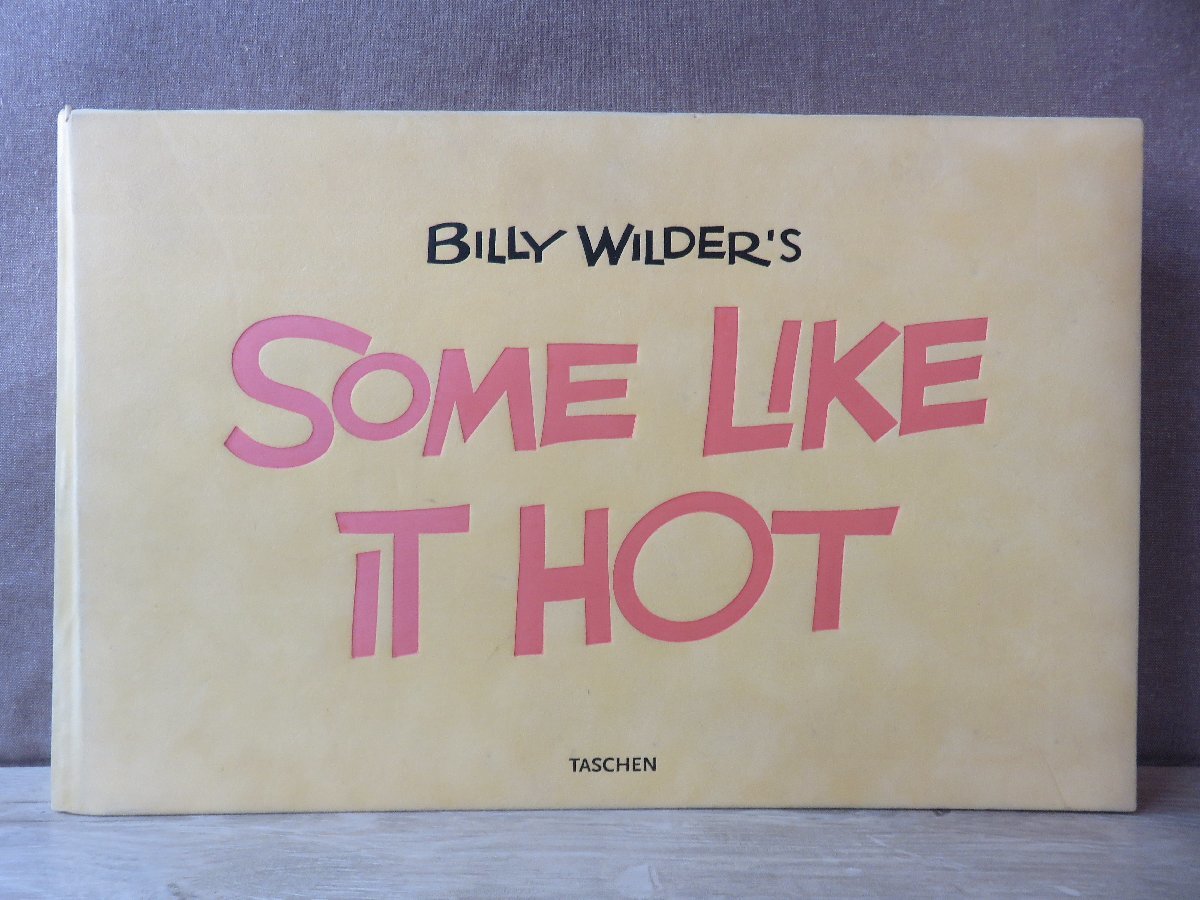 BILLY WILDER'S
SOME LIKE
IT HOT
TASCHEN